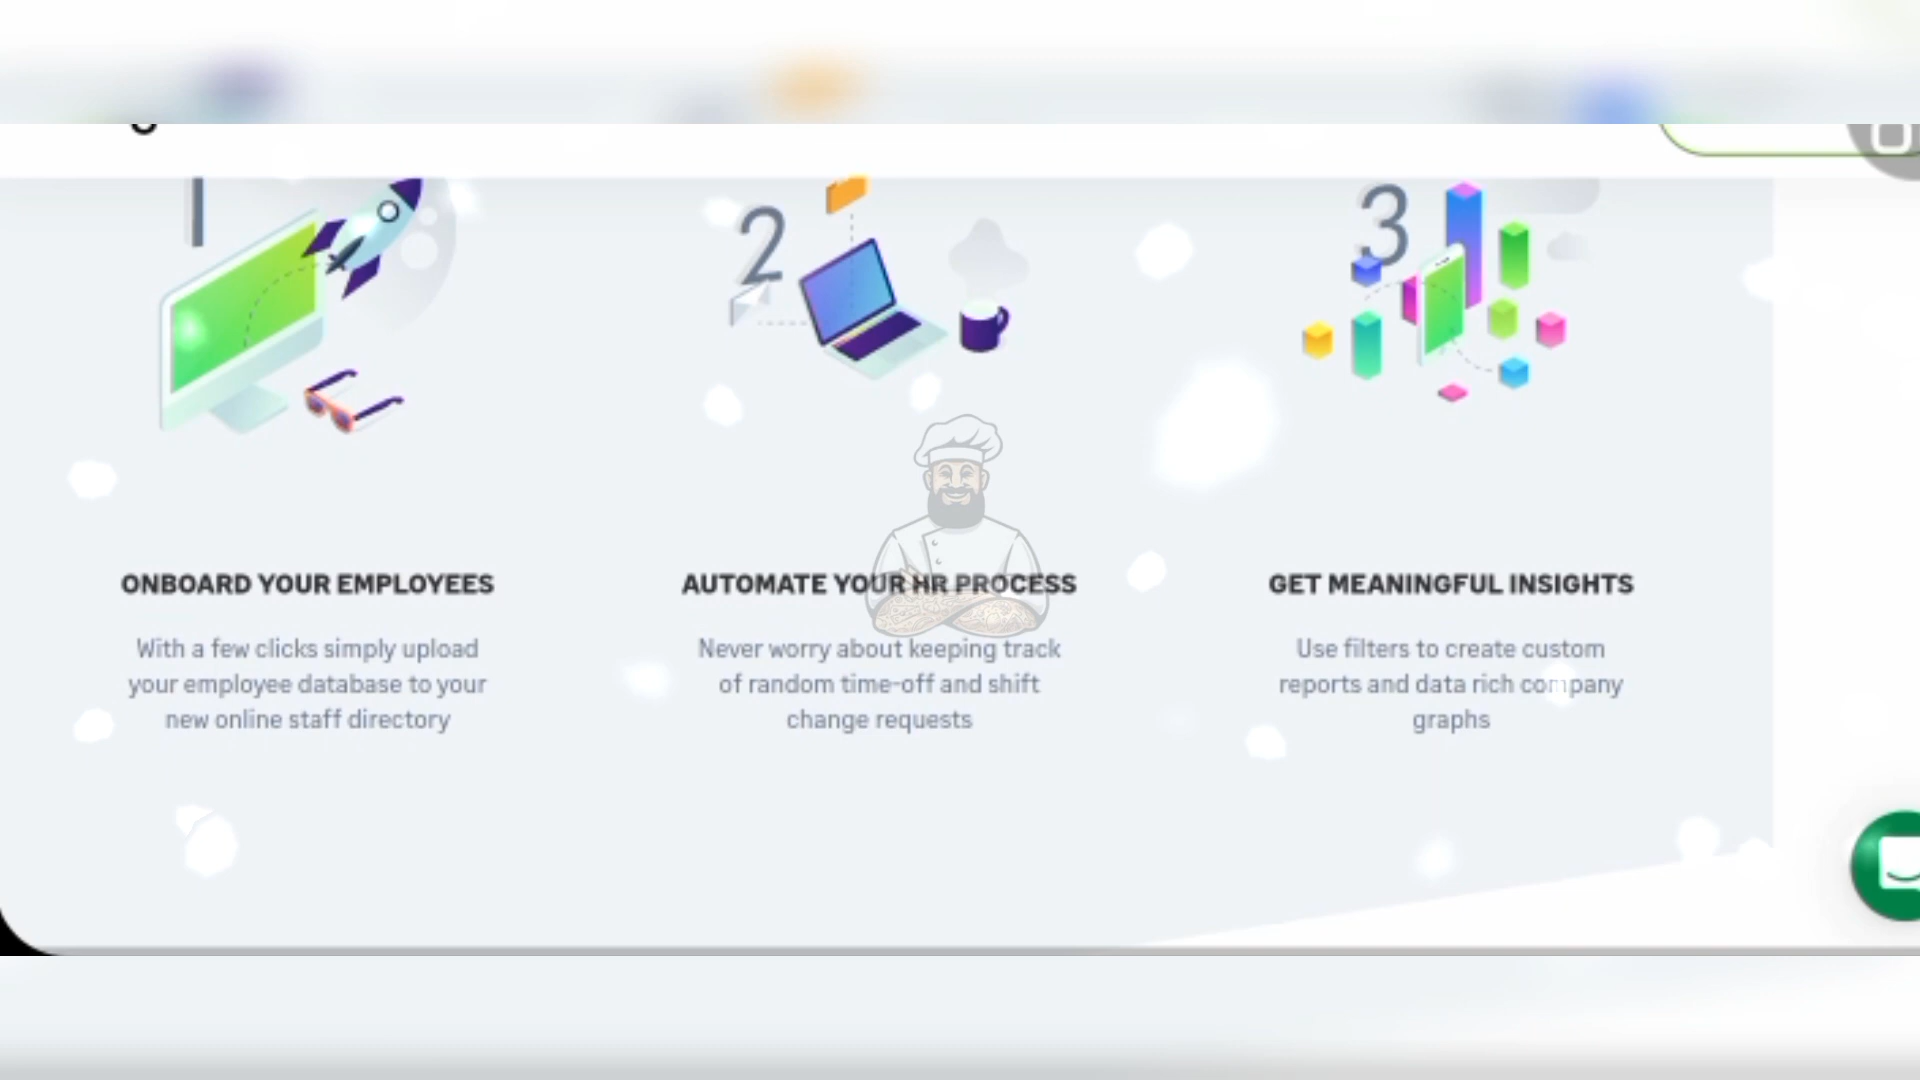 1
2
3
ONBOARD YOUR EMPLOYEES
With a few clicks simply upload
your employee database to your
new online staff directory
AUTOMATE YOUR HR PROCESS
Never worry about keeping track
of random time-off and shift
change requests
GET MEANINGFUL INSIGHTS
Use filters to create custom
reports and data rich company
graphs